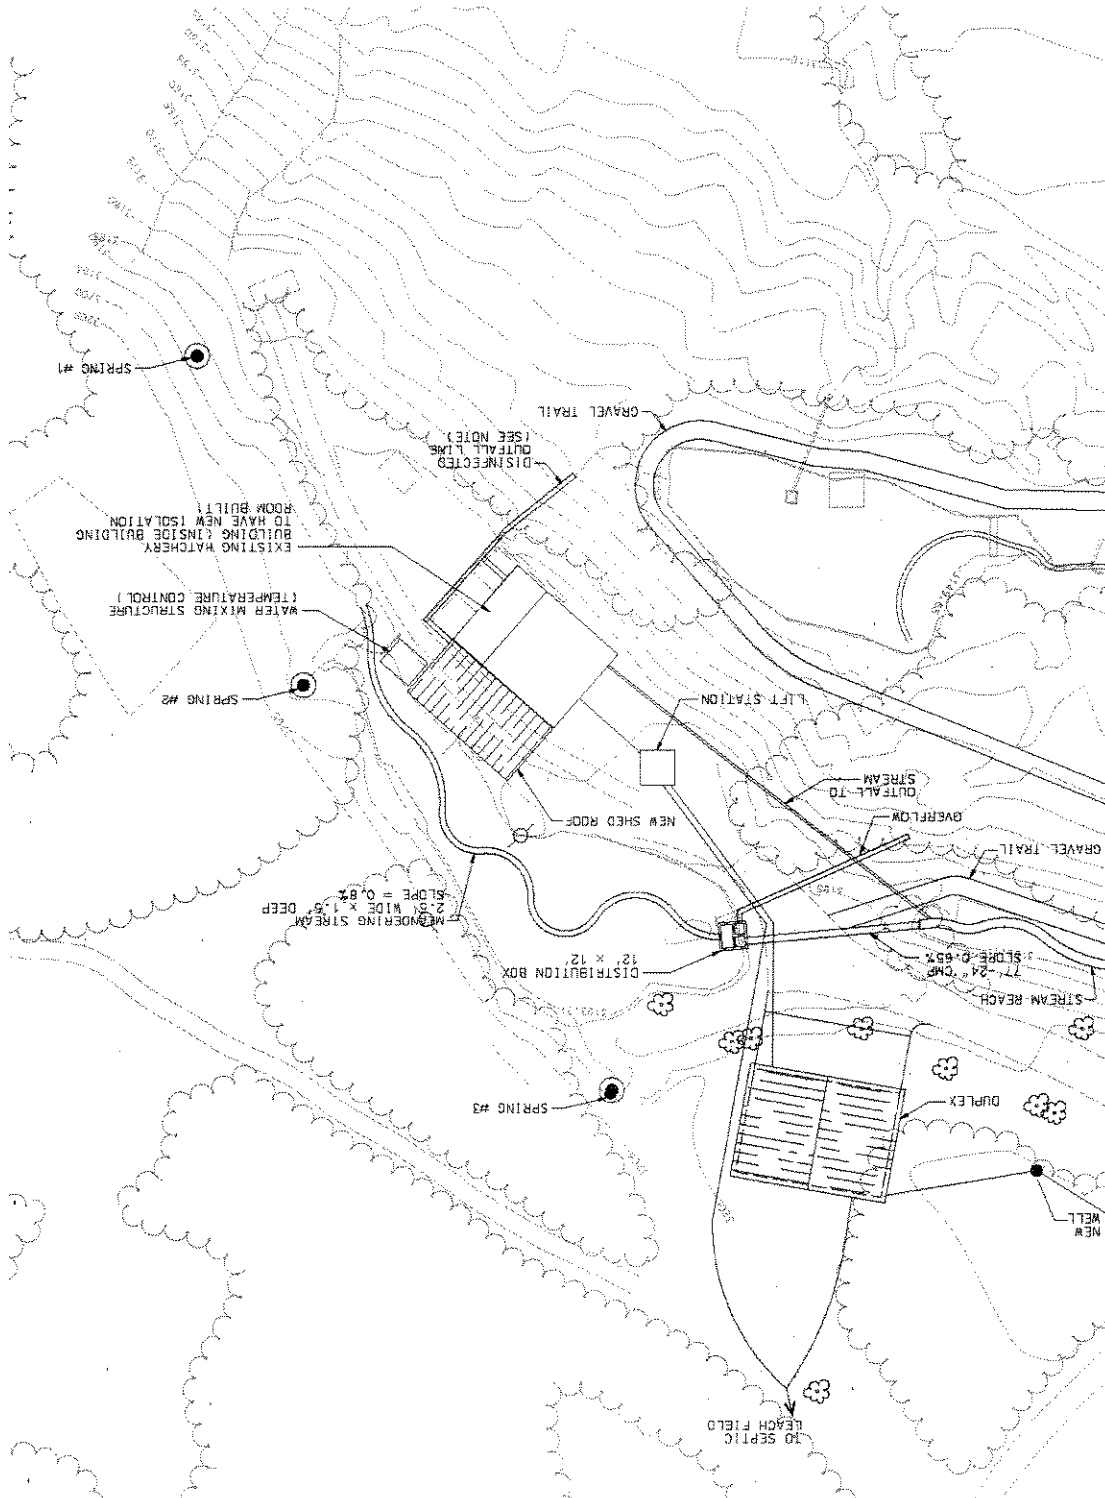 TO SEPTIC
LEACH FIELD
NEW
WELL
DUPLEX
SPRING #3
STREAM REACH
77'-24" CMP
SLOPE 0.65%
DISTRIBUTION BOX
12' × 12'
MEANDERING STREAM
2.5' WIDE × 1.5' DEEP
SLOPE = 0.8%
GRAVEL TRAIL
OVERFLOW
NEW SHED ROOF
OUTFALL TO
STREAM
LIFT STATION
SPRING #2
WATER MIXING STRUCTURE
(TEMPERATURE CONTROL)
EXISTING HATCHERY
BUILDING (INSIDE BUILDING
TO HAVE NEW ISOLATION
ROOM BUILT)
DISINFECTED
OUTFALL LINE
(SEE NOTE)
GRAVEL TRAIL
SPRING #1